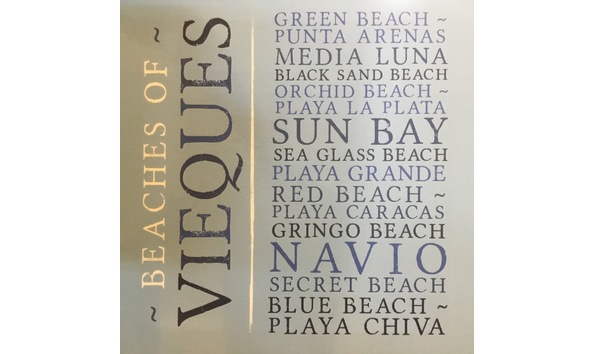 ~ BEACHES OF ~
VIEQUES
GREEN BEACH ~
PUNTA ARENAS
MEDIA LUNA
BLACK SAND BEACH
ORCHID BEACH ~
PLAYA LA PLATA
SUN BAY
SEA GLASS BEACH
PLAYA GRANDE
RED BEACH ~
PLAYA CARACAS
GRINGO BEACH
NAVIO
SECRET BEACH
BLUE BEACH ~
PLAYA CHIVA